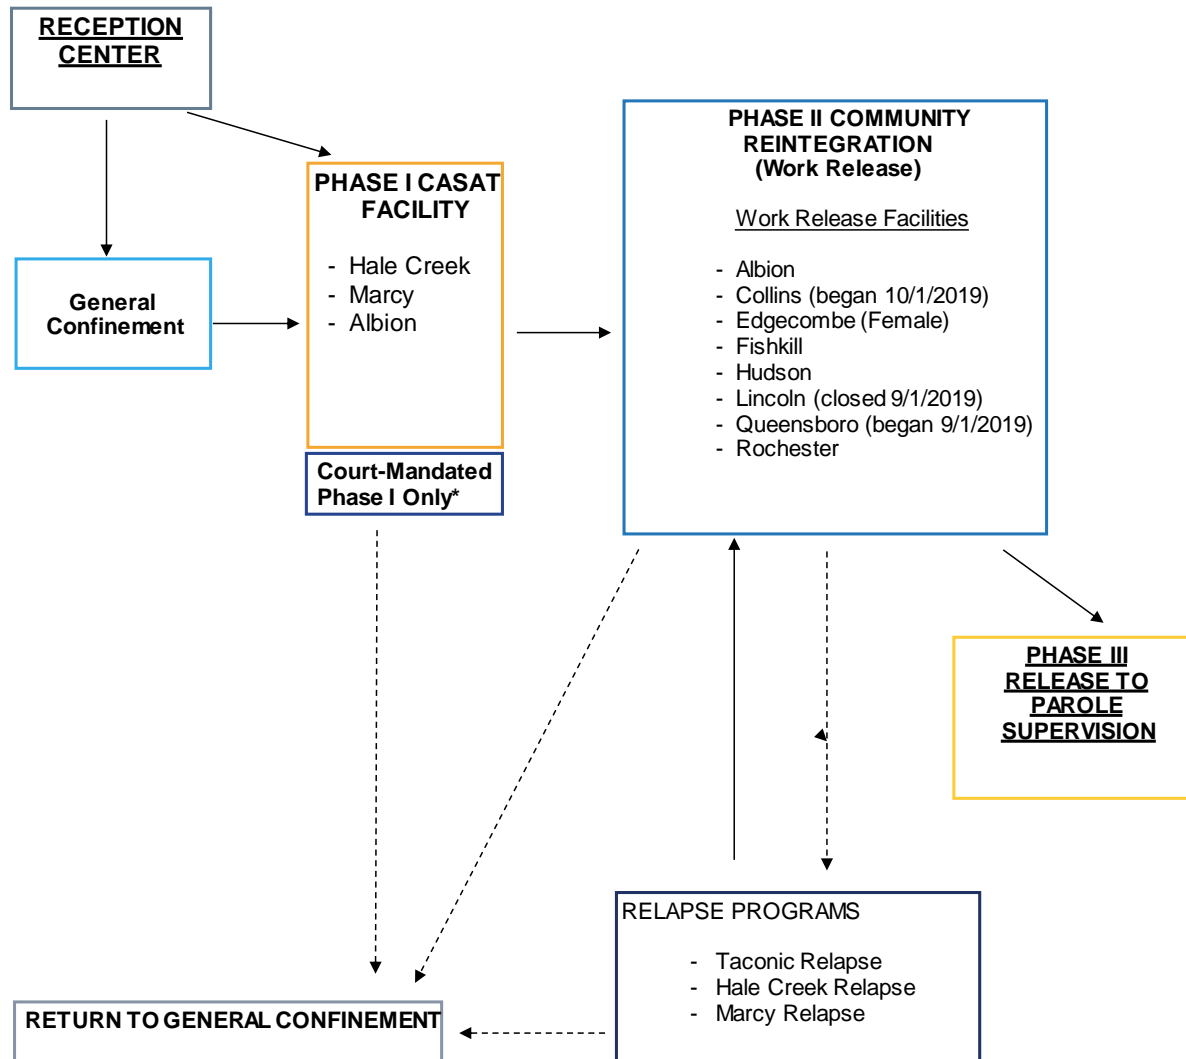 RECEPTION
CENTER
PHASE II COMMUNITY
REINTEGRATION
(Work Release)
Work Release Facilities
- Albion
- Collins (began 10/1/2019)
- Edgecombe (Female)
- Fishkill
- Hudson
- Lincoln (closed 9/1/2019)
- Queensboro (began 9/1/2019)
- Rochester
PHASE I CASAT
FACILITY
- Hale Creek
- Marcy
- Albion
General
Confinement
Court-Mandated
Phase I Only*
PHASE III
RELEASE TO
PAROLE
SUPERVISION
RELAPSE PROGRAMS
- Taconic Relapse
- Hale Creek Relapse
- Marcy Relapse
RETURN TO GENERAL CONFINEMENT